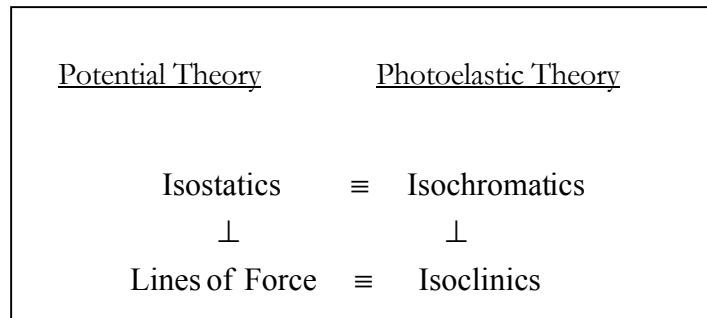 Potential Theory Photoelastic Theory
Isostatics ≡ Isochromatics
⊥ ⊥
Lines of Force ≡ Isoclinics